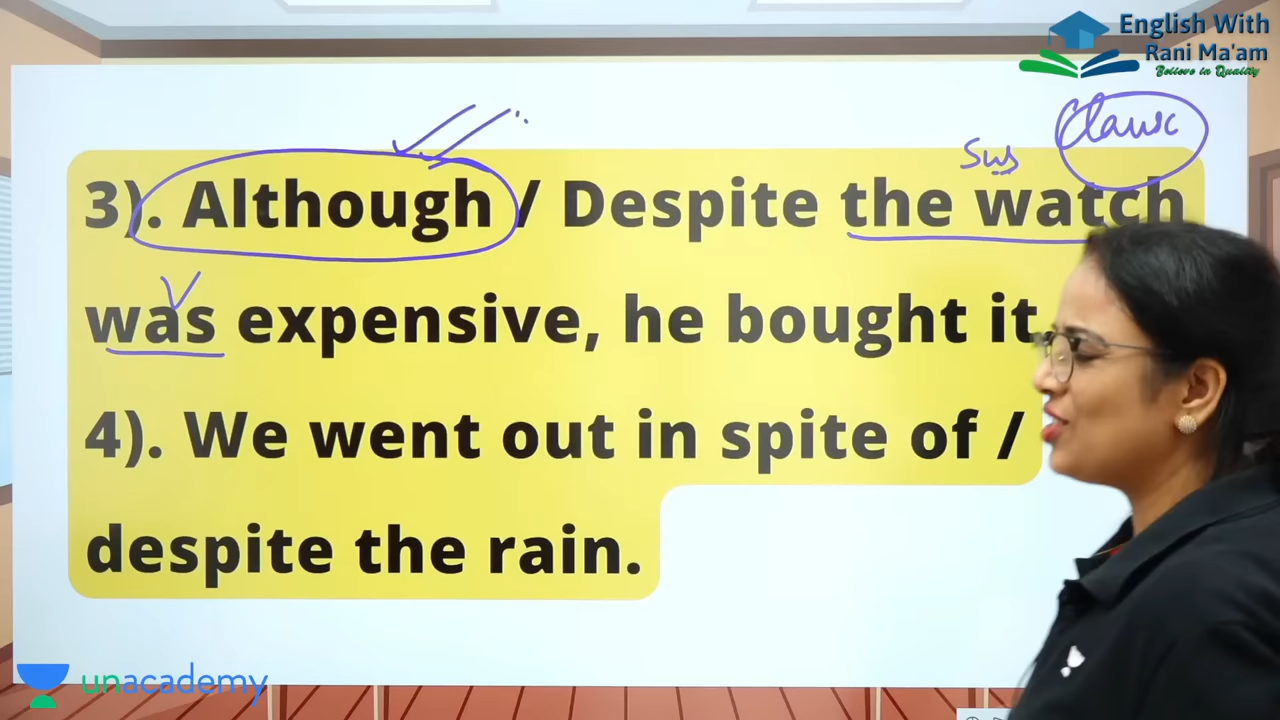 English With
Rani Ma'am
Believe in Quality
Clause
Sub
3). Although / Despite the watch
V
was expensive, he bought it
4). We went out in spite of /
despite the rain.
unacademy